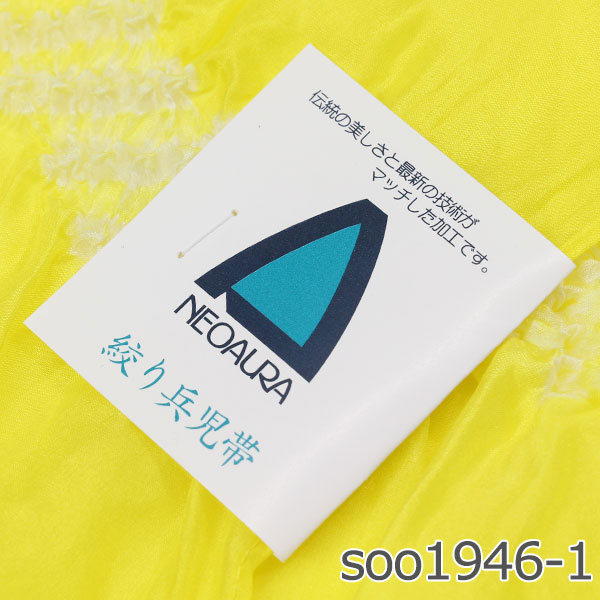 伝統の美しさと最新の技術が
マッチした加工です。
NEOAURA
絞り兵児帯
soo1946-1